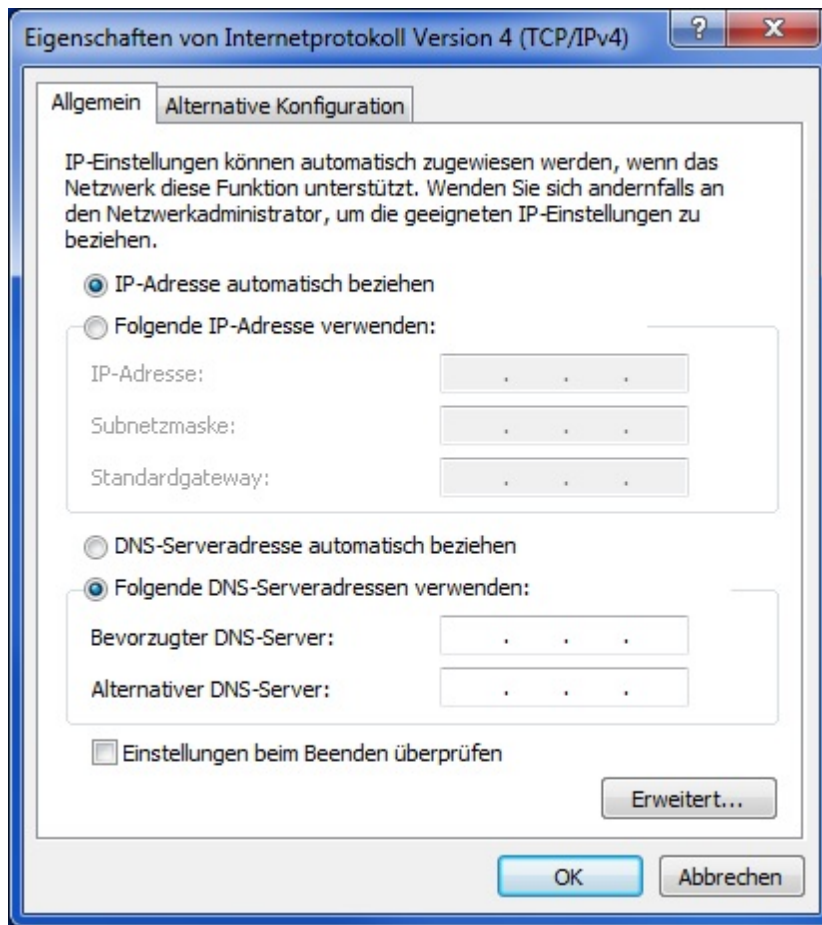 Eigenschaften von Internetprotokoll Version 4 (TCP/IPv4)
Allgemein
Alternative Konfiguration
IP-Einstellungen können automatisch zugewiesen werden, wenn das
Netzwerk diese Funktion unterstützt. Wenden Sie sich andernfalls an
den Netzwerkadministrator, um die geeigneten IP-Einstellungen zu
beziehen.
IP-Adresse automatisch beziehen
Folgende IP-Adresse verwenden:
IP-Adresse: . . .
Subnetzmaske: . . .
Standardgateway: . . .
DNS-Serveradresse automatisch beziehen
Folgende DNS-Serveradressen verwenden:
Bevorzugter DNS-Server: . . .
Alternativer DNS-Server: . . .
Einstellungen beim Beenden überprüfen
Erweitert...
OK
Abbrechen